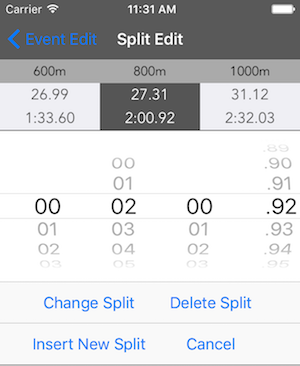 Carrier 11:31 AM
Event Edit Split Edit
600m 800m 1000m
26.99 27.31 31.12
1:33.60 2:00.92 2:32.03
.89
00 .90
01 .91
00 02 00 .92
01 03 01 .93
02 04 02 .94
03 05 03 .95
Change Split Delete Split
Insert New Split Cancel